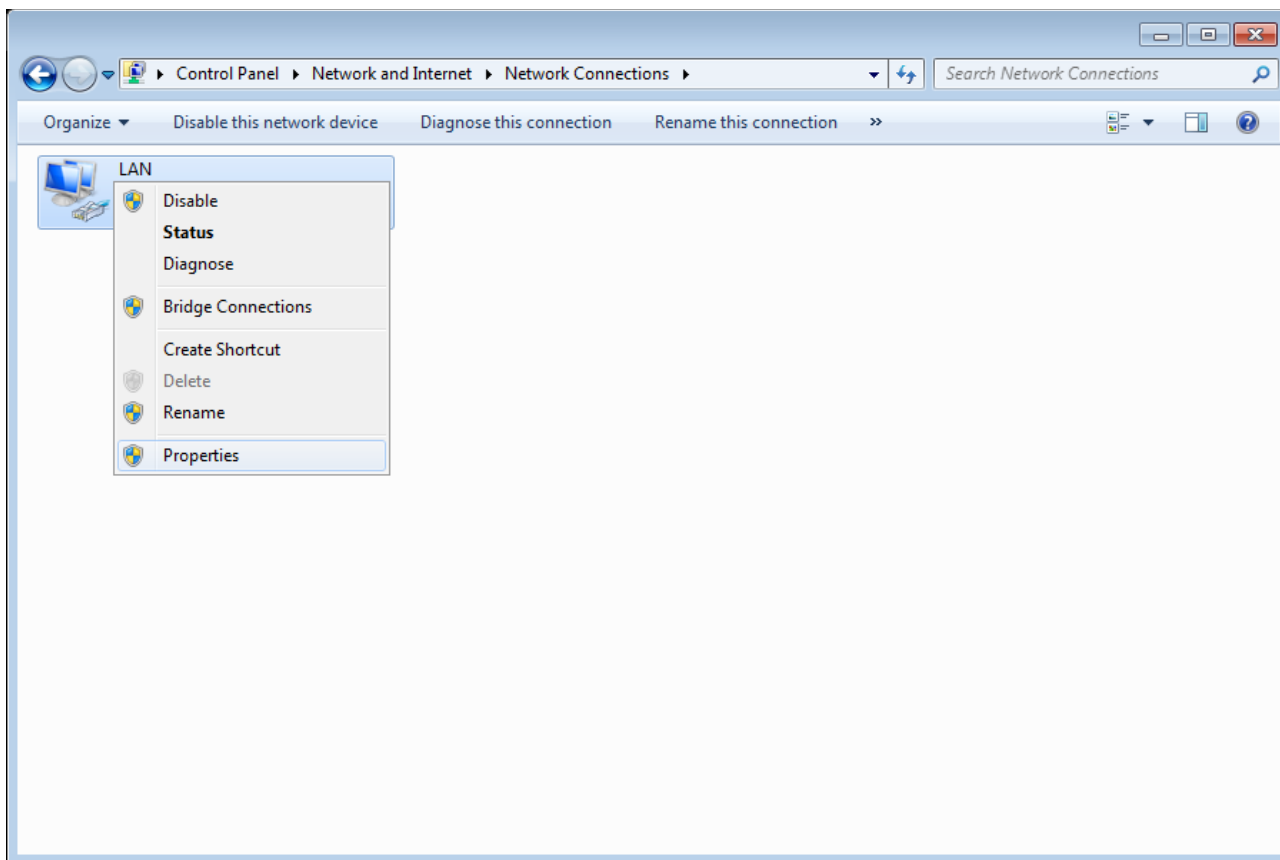 Control Panel Network and Internet Network Connections Search Network Connections
Organize Disable this network device Diagnose this connection Rename this connection »
LAN
Disable
Status
Diagnose
Bridge Connections
Create Shortcut
Delete
Rename
Properties